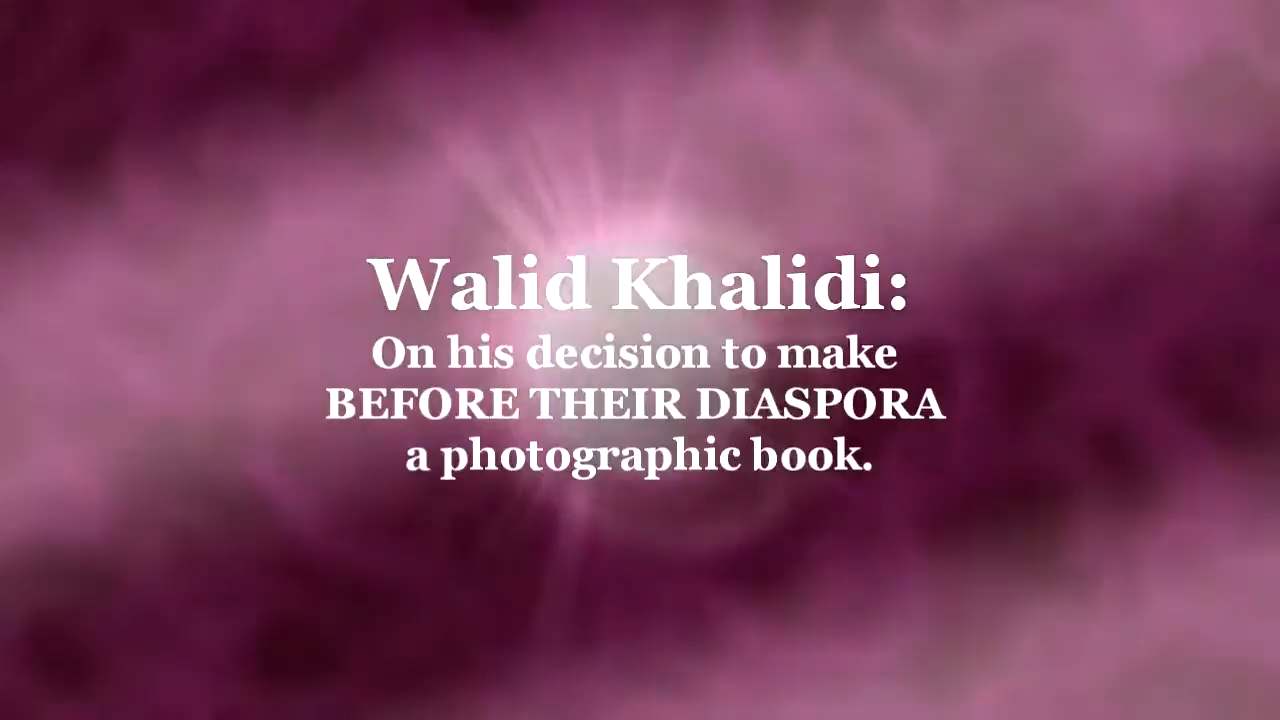 Walid Khalidi:
On his decision to make
BEFORE THEIR DIASPORA
a photographic book.